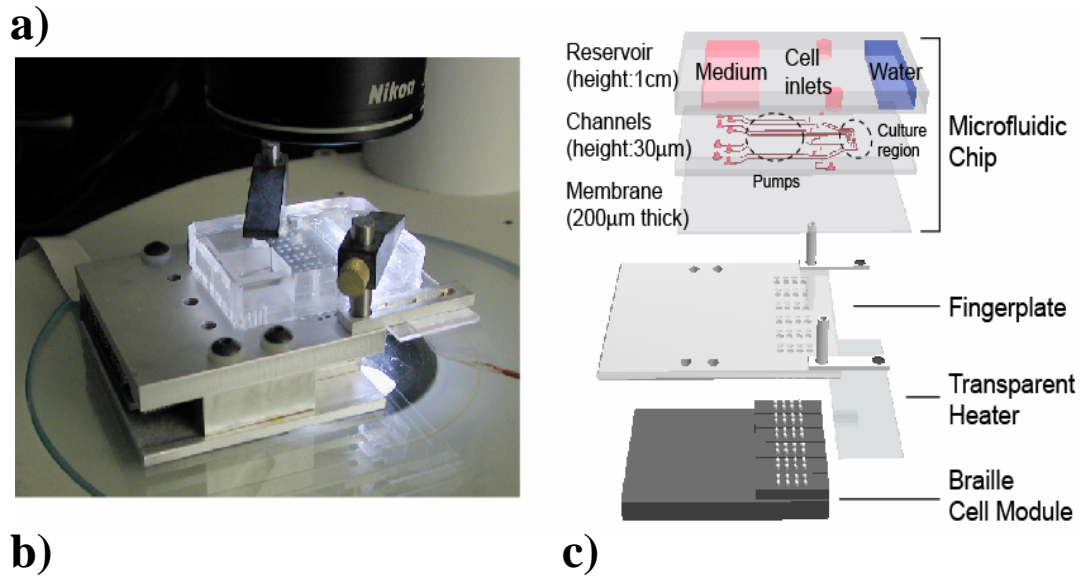 a)
Nikon
Reservoir
(height:1cm)
Medium
Cell
inlets
Water
Channels
(height:30μm)
Culture
region
Pumps
Membrane
(200μm thick)
Microfluidic
Chip
Fingerplate
Transparent
Heater
Braille
Cell Module
b)
c)